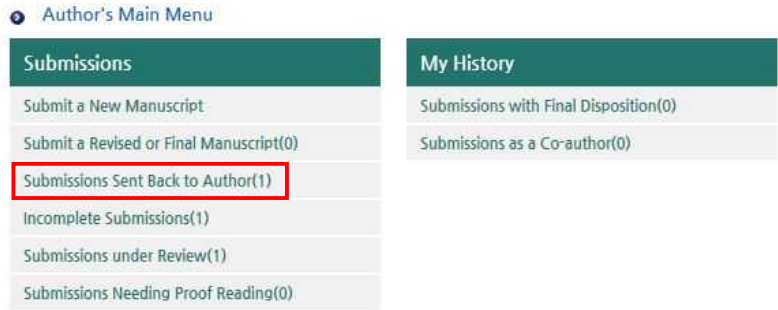 Author's Main Menu
Submissions
Submit a New Manuscript
Submit a Revised or Final Manuscript(0)
Submissions Sent Back to Author(1)
Incomplete Submissions(1)
Submissions under Review(1)
Submissions Needing Proof Reading(0)
My History
Submissions with Final Disposition(0)
Submissions as a Co-author(0)